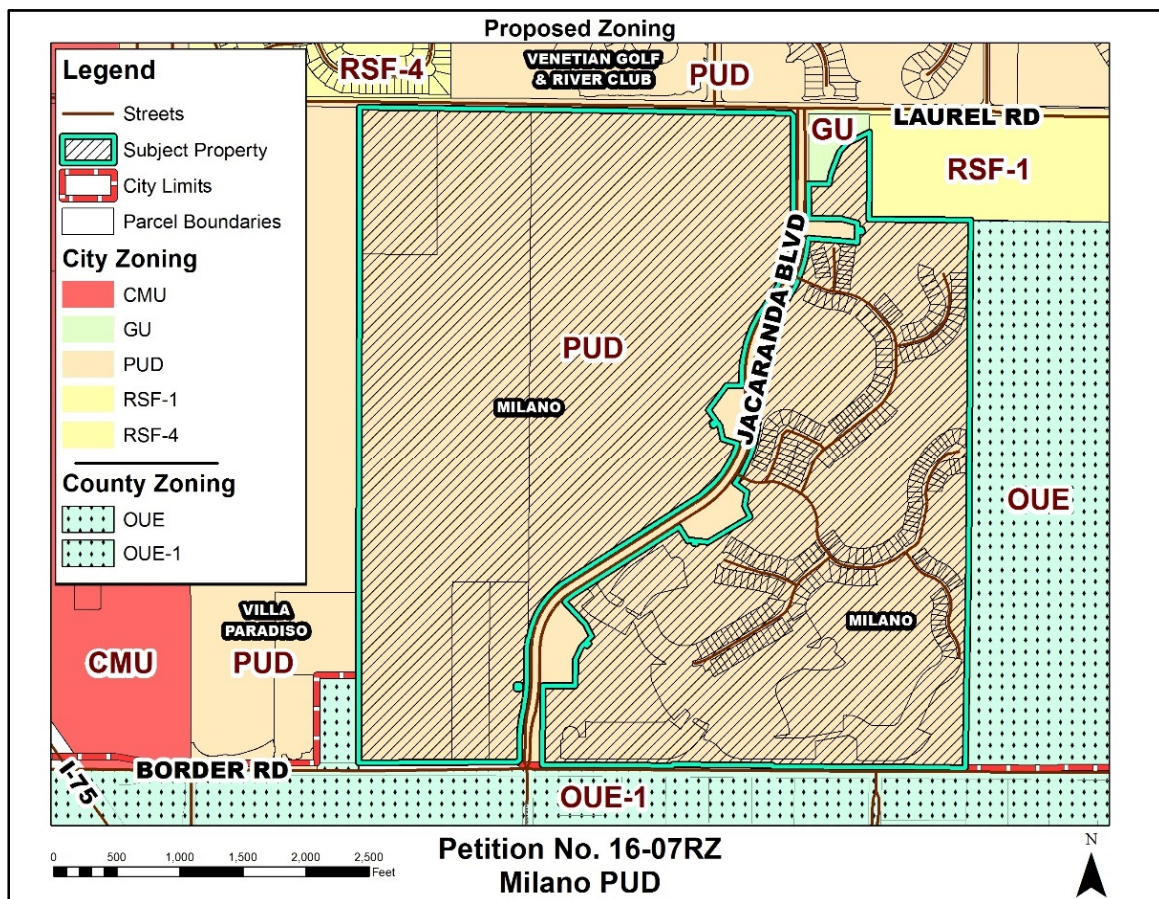 Proposed Zoning
Legend
Streets
Subject Property
City Limits
Parcel Boundaries
City Zoning
CMU
GU
PUD
RSF-1
RSF-4
County Zoning
OUE
OUE-1
RSF-4
VENETIAN GOLF
& RIVER CLUB
PUD
LAUREL RD
GU
RSF-1
JACARANDA BLVD
PUD
MILANO
OUE
VILLA
PARADISO
MILANO
CMU
PUD
BORDER RD
I-75
OUE-1
Petition No. 16-07RZ
Milano PUD
0 500 1,000 1,500 2,000 2,500
Feet
N